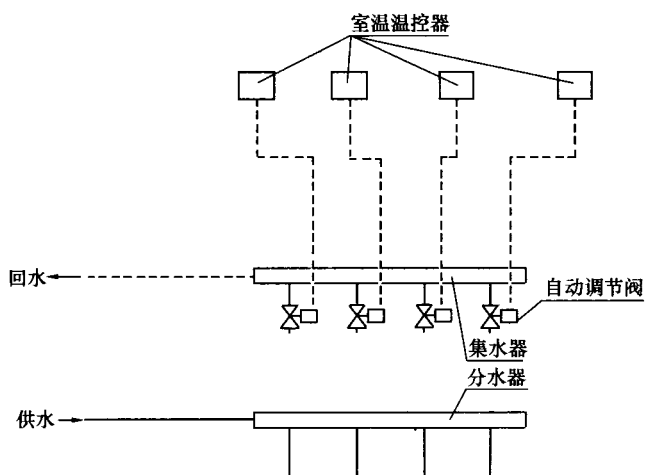 室温温控器
回水
自动调节阀
集水器
分水器
供水